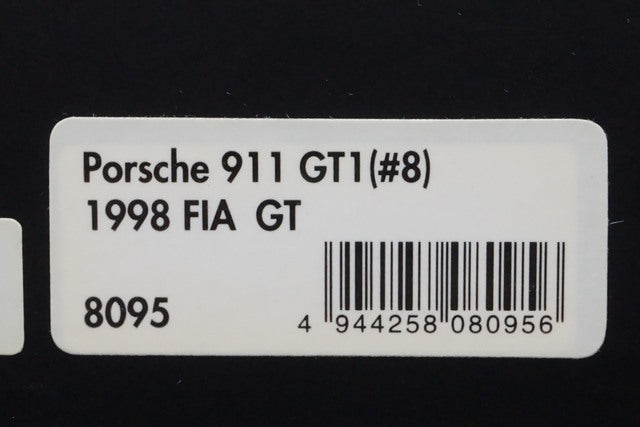 Porsche 911 GT1(#8)
1998 FIA GT
8095
4 944258 080956